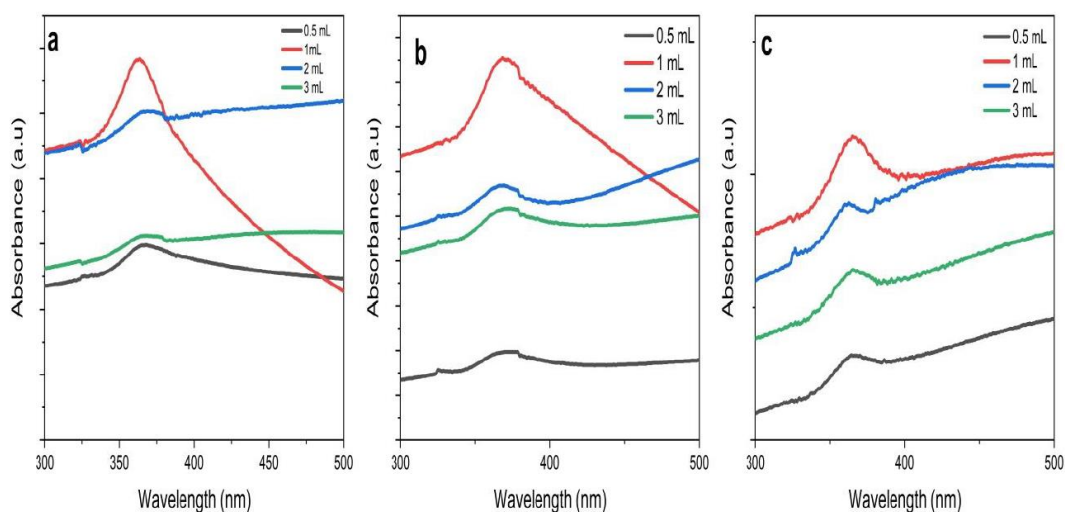 a
0.5 mL
1mL
2 mL
3 mL
Absorbance (a.u)
300
350
400
450
500
Wavelength (nm)
b
0.5 mL
1 mL
2 mL
3 mL
Absorbance (a.u)
300
400
500
Wavelength (nm)
c
0.5 mL
1 mL
2 mL
3 mL
Absorbance (a.u)
300
400
500
Wavelength (nm)